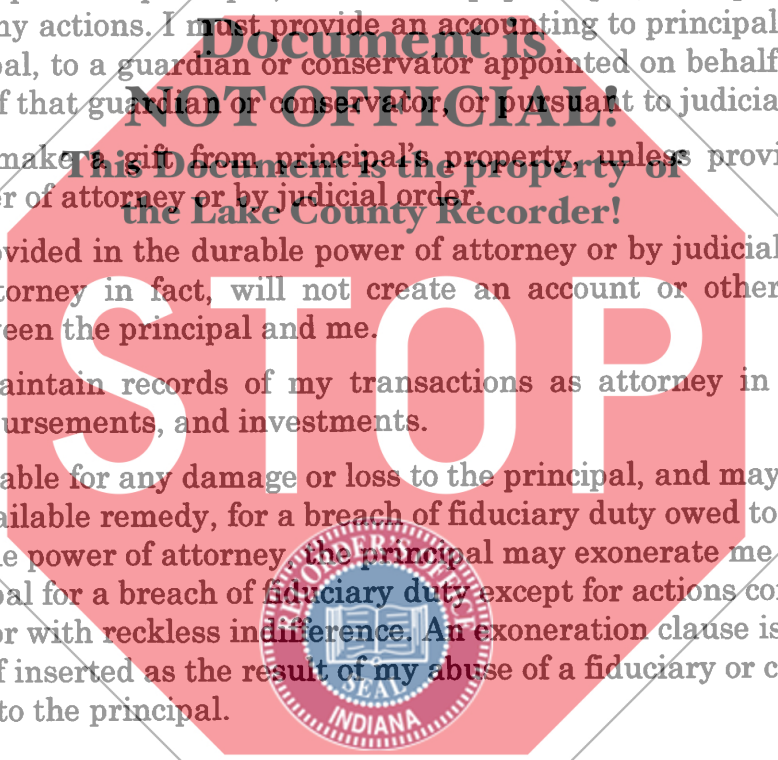 my actions. I must provide an accounting to principal
Document is
pal, to a guardian or conservator appointed on behalf
NOT OFFICIAL!
f that guardian or conservator, or pursuant to judicia
make a gift from principal's property, unless provi
This Document is the property of
er of attorney or by judicial order.
the Lake County Recorder!
ovided in the durable power of attorney or by judicial
torney in fact, will not create an account or other
een the principal and me.
STOP
aintain records of my transactions as attorney in
ursements, and investments.
able for any damage or loss to the principal, and may
ailable remedy, for a breach of fiduciary duty owed to
e power of attorney, the principal may exonerate me
pal for a breach of fiduciary duty except for actions co
or with reckless indifference. An exoneration clause is
f inserted as the result of my abuse of a fiduciary or c
to the principal.
RECORDER'S OFFICE
SEAL
INDIANA